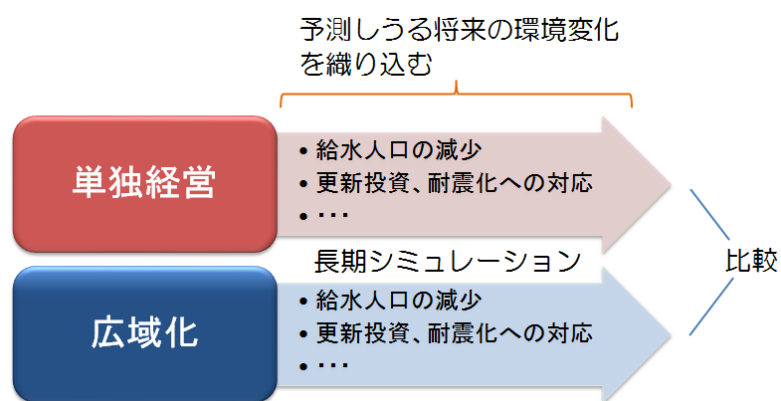 予測しうる将来の環境変化
を織り込む
単独経営
• 給水人口の減少
• 更新投資、耐震化への対応
• ･･･
長期シミュレーション
比較
広域化
• 給水人口の減少
• 更新投資、耐震化への対応
• ･･･